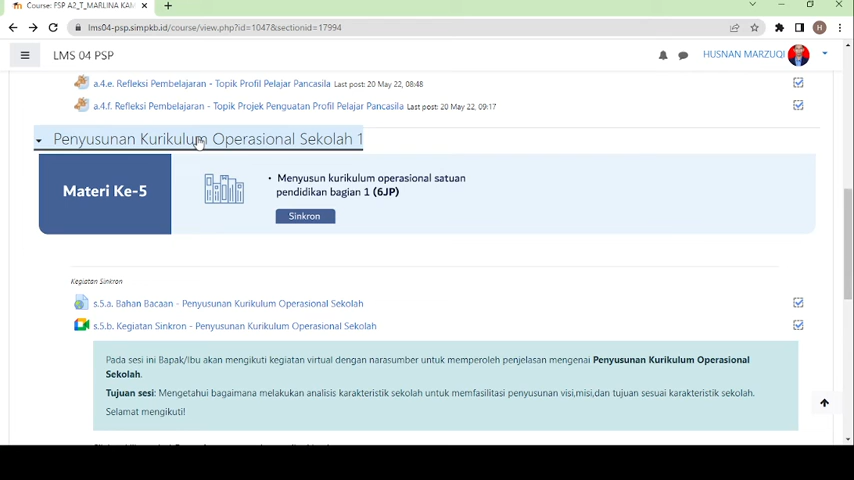 Course: FSP A2_T_MARLINA KAM
lms04-psp.simpkb.id/course/view.php?id=1047&sectionid=17994
H
LMS 04 PSP
HUSNAN MARZUQI
a.4.e. Refleksi Pembelajaran - Topik Profil Pelajar Pancasila Last post: 20 May 22, 08:48
a.4.f. Refleksi Pembelajaran - Topik Projek Penguatan Profil Pelajar Pancasila Last post: 20 May 22, 09:17
Penyusunan Kurikulum Operasional Sekolah 1
Materi Ke-5
• Menyusun kurikulum operasional satuan
pendidikan bagian 1 (6JP)
Sinkron
Kegiatan Sinkron
s.5.a. Bahan Bacaan - Penyusunan Kurikulum Operasional Sekolah
s.5.b. Kegiatan Sinkron - Penyusunan Kurikulum Operasional Sekolah
Pada sesi ini Bapak/Ibu akan mengikuti kegiatan virtual dengan narasumber untuk memperoleh penjelasan mengenai Penyusunan Kurikulum Operasional
Sekolah.
Tujuan sesi: Mengetahui bagaimana melakukan analisis karakteristik sekolah untuk memfasilitasi penyusunan visi,misi,dan tujuan sesuai karakteristik sekolah.
Selamat mengikuti!